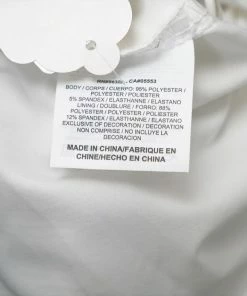 CA#05553
BODY / CORPS / CUERPO: 95% POLYESTER /
POLYESTER / POLIESTER
5% SPANDEX / ELASTHANNE / ELASTANO
LINING / DOUBLURE / FORRO: 88%
POLYESTER / POLYESTER / POLIESTER
12% SPANDEX / ELASTHANNE / ELASTANO
EXCLUSIVE OF DECORATION / DECORATION
NON COMPRISE / NO INCLUYE LA
DECORACION
MADE IN CHINA/FABRIQUE EN
CHINE/HECHO EN CHINA